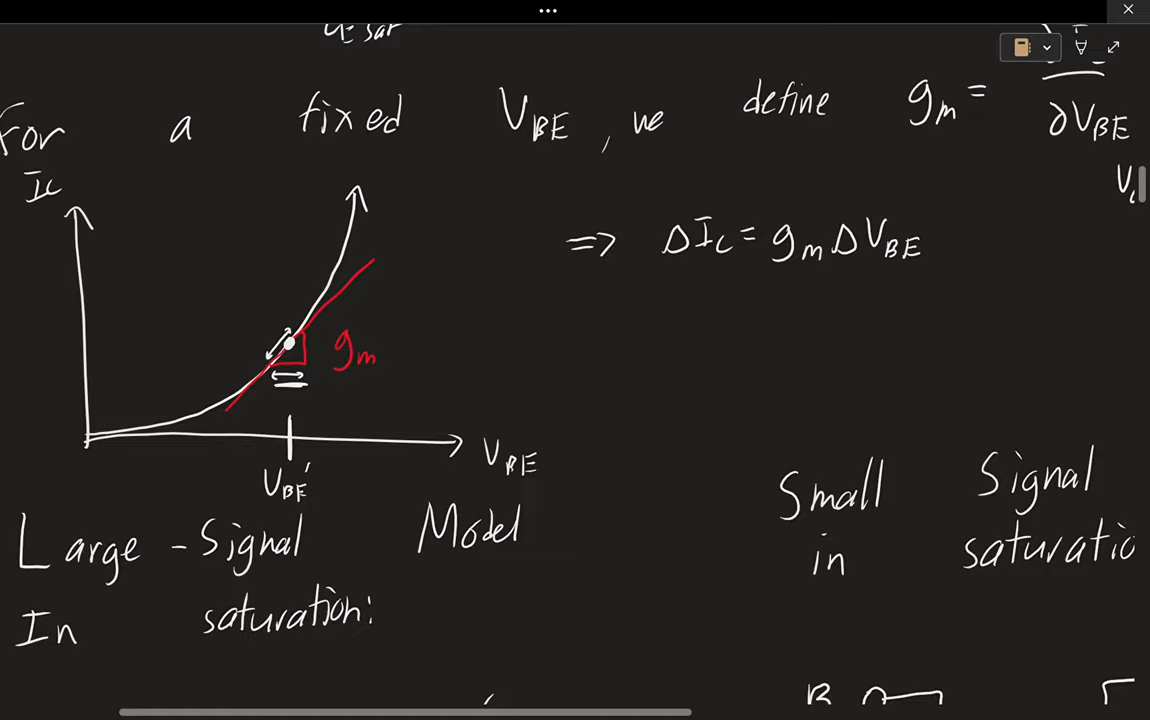 For a fixed V_BE, we define g_m =
∂V_BE
I_C
=> ΔI_C = g_m ΔV_BE
g_m
V_BE
V_BE'
Large-Signal Model
In saturation:
Small Signal
in saturatio
B